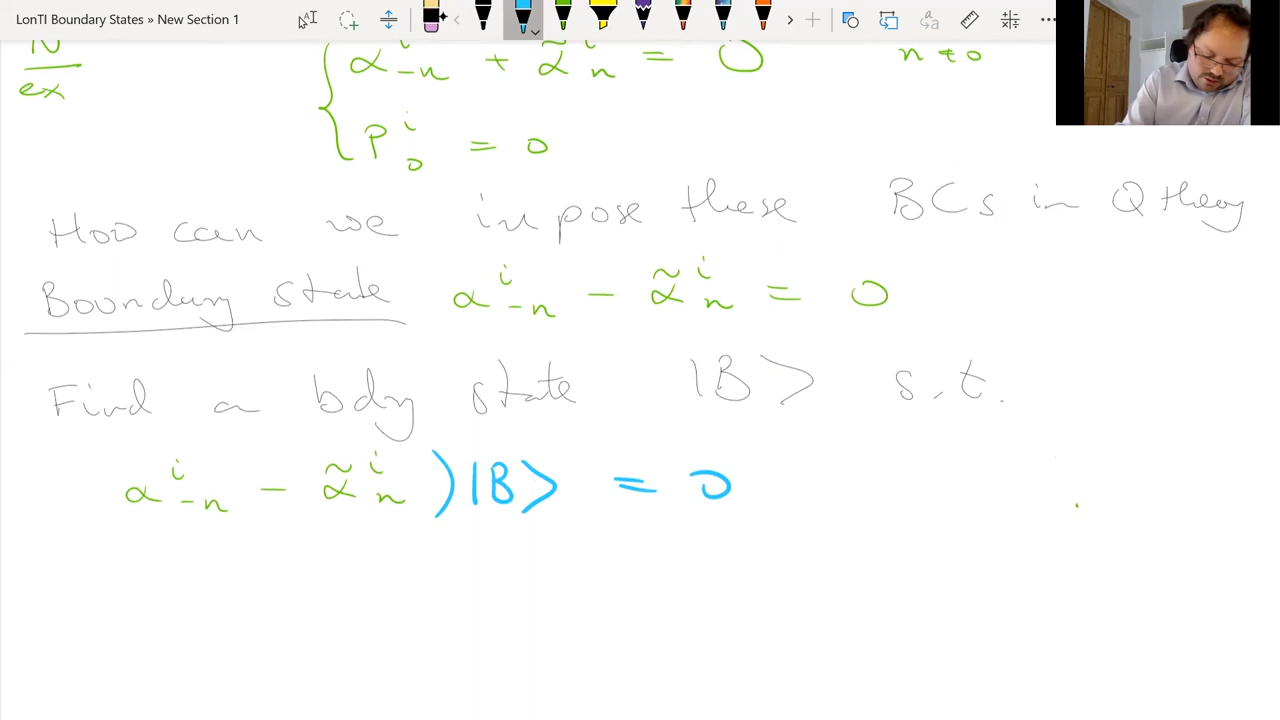 LonTI Boundary States » New Section 1
N α^i_{-n} + α̃^i_n = 0 n ≠ 0
ex P^i_0 = 0
How can we impose these BCs in Q theory
Boundary state α^i_{-n} - α̃^i_n = 0
Find a bdry state |B> s.t.
α^i_{-n} - α̃^i_n )|B> = 0